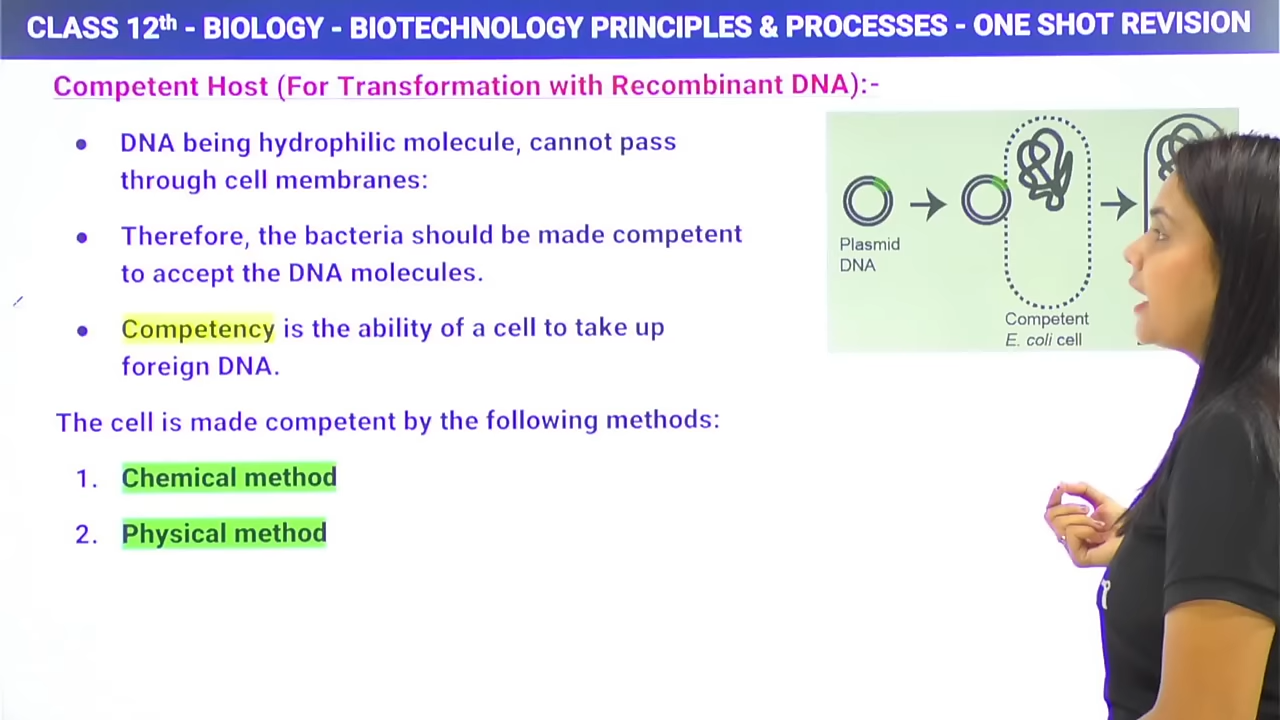 CLASS 12th - BIOLOGY - BIOTECHNOLOGY PRINCIPLES & PROCESSES - ONE SHOT REVISION
Competent Host (For Transformation with Recombinant DNA):-
• DNA being hydrophilic molecule, cannot pass
through cell membranes:
• Therefore, the bacteria should be made competent
to accept the DNA molecules.
• Competency is the ability of a cell to take up
foreign DNA.
The cell is made competent by the following methods:
1. Chemical method
2. Physical method
Plasmid
DNA
Competent
E. coli cell